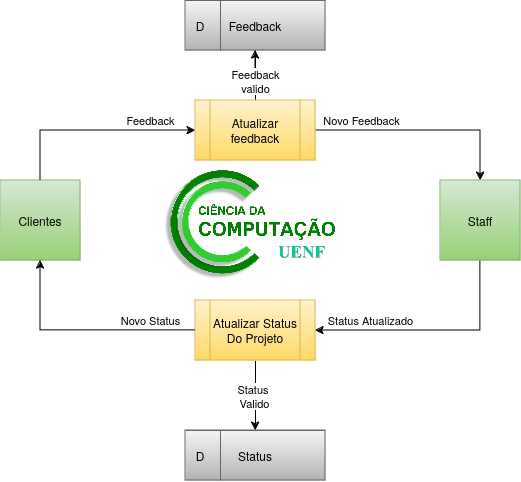 D Feedback
Feedback
valido
Feedback
Atualizar
feedback
Novo Feedback
Clientes
CIÊNCIA DA
COMPUTAÇÃO
UENF
Staff
Novo Status
Atualizar Status
Do Projeto
Status Atualizado
Status
Valido
D Status